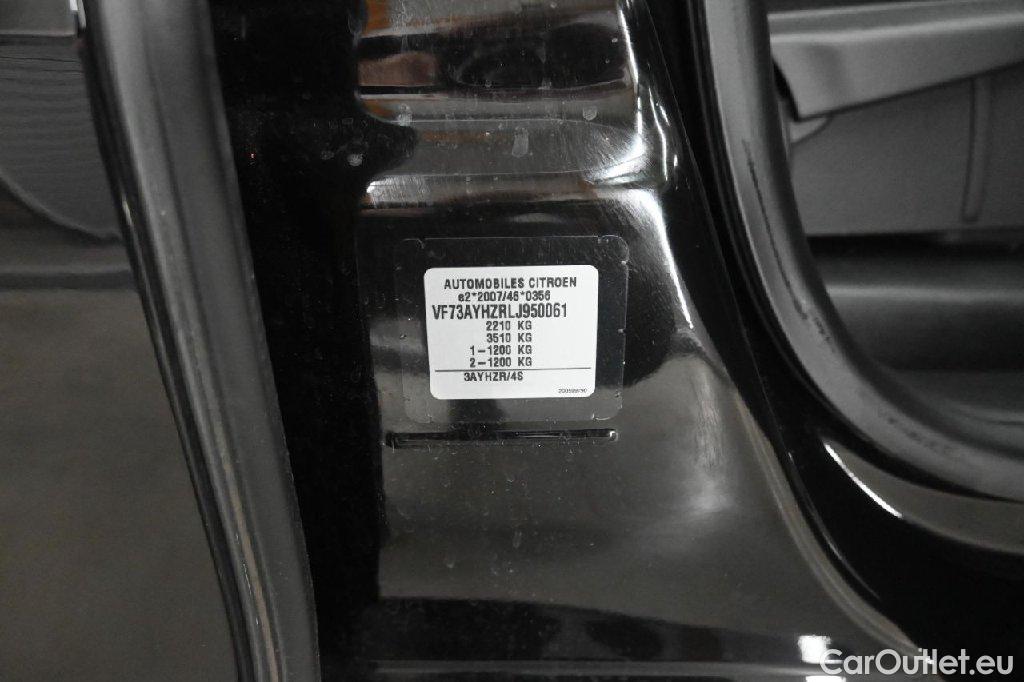 AUTOMOBILES CITROEN
e2*2007/46*0356
VF73AYHZRLJ950061
2210 KG
3510 KG
1-1200 KG
2-1200 KG
3AYHZR/4S
CarOutlet.eu